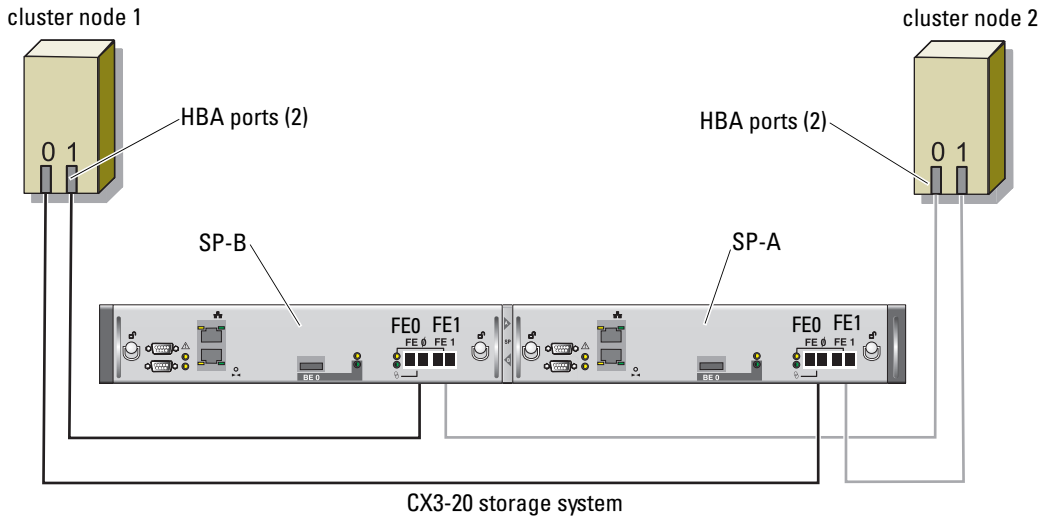 cluster node 1
cluster node 2
HBA ports (2)
HBA ports (2)
0 1
0 1
SP-B
SP-A
FE0 FE1
FE0 FE1
FE 0 FE 1
FE 0 FE 1
SP
BE 0
BE 0
CX3-20 storage system